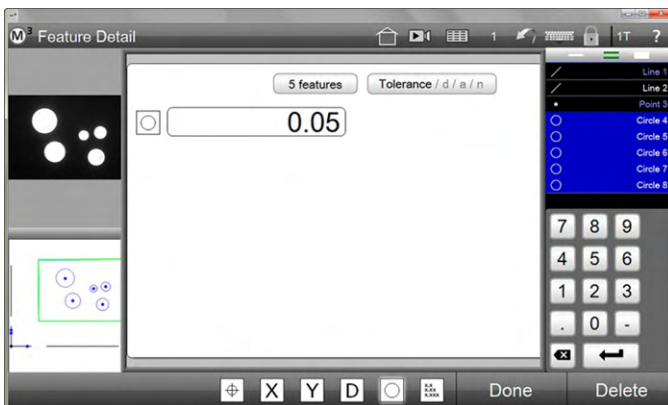 M3 Feature Detail
1
1T ?
5 features
Tolerance / d / a / n
0.05
Line 1
Line 2
Point 3
Circle 4
Circle 5
Circle 6
Circle 7
Circle 8
7 8 9
4 5 6
1 2 3
. 0 -
X Y D
X.X
X.XX
X.XXX
Done
Delete